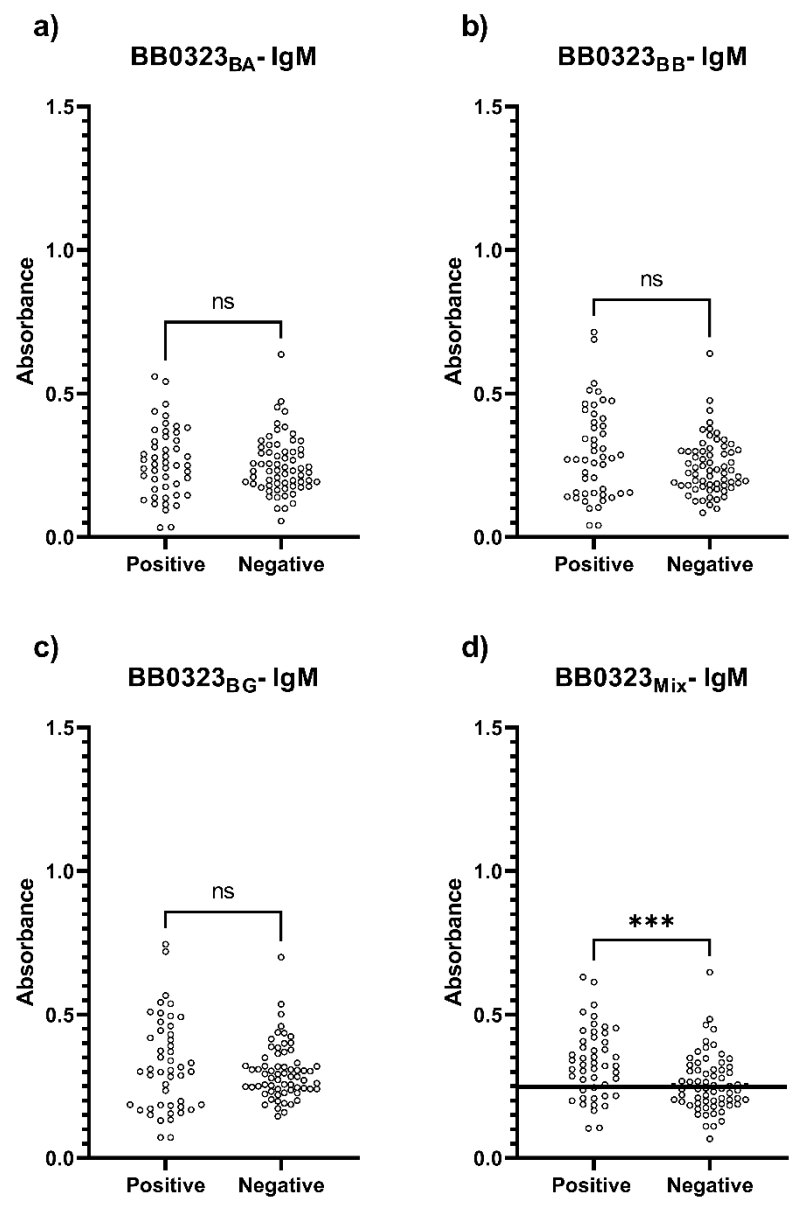 a)
BB0323BA- IgM
1.5
1.0
0.5
0.0
Absorbance
ns
Positive Negative
b)
BB0323BB- IgM
1.5
1.0
0.5
0.0
Absorbance
ns
Positive Negative
c)
BB0323BG- IgM
1.5
1.0
0.5
0.0
Absorbance
ns
Positive Negative
d)
BB0323Mix- IgM
1.5
1.0
0.5
0.0
Absorbance
***
Positive Negative